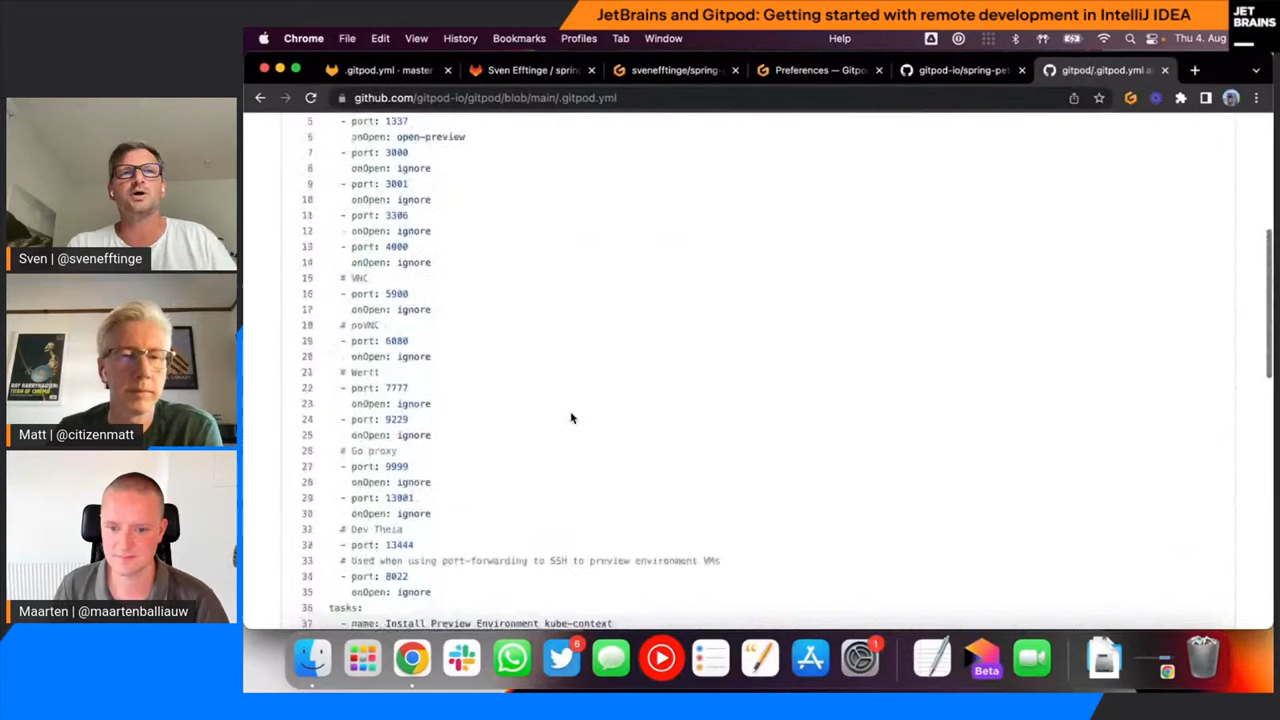 JetBrains and Gitpod: Getting started with remote development in IntelliJ IDEA
JET
BRAINS
Chrome File Edit View History Bookmarks Profiles Tab Window Help Thu 4. Aug
.gitpod.yml · master
Sven Efftinge / sprin
svenefftinge/spring-
Preferences — Gitpo
gitpod-io/spring-pet
gitpod/.gitpod.yml a
github.com/gitpod-io/gitpod/blob/main/.gitpod.yml
5 - port: 1337
6 onOpen: open-preview
7 - port: 3000
8 onOpen: ignore
9 - port: 3001
10 onOpen: ignore
11 - port: 3306
12 onOpen: ignore
13 - port: 4000
14 onOpen: ignore
15 # VNC
16 - port: 5900
17 onOpen: ignore
18 # noVNC
19 - port: 6080
20 onOpen: ignore
21 # Werft
22 - port: 7777
23 onOpen: ignore
24 - port: 9229
25 onOpen: ignore
26 # Go proxy
27 - port: 9999
28 onOpen: ignore
29 - port: 13001
30 onOpen: ignore
31 # Dev Theia
32 - port: 13444
33 # Used when using port-forwarding to SSH to preview environment VMs
34 - port: 8022
35 onOpen: ignore
36 tasks:
37 - name: Install Preview Environment kube-context
Sven | @svenefftinge
Matt | @citizenmatt
Maarten | @maartenballiauw
6
1
Beta